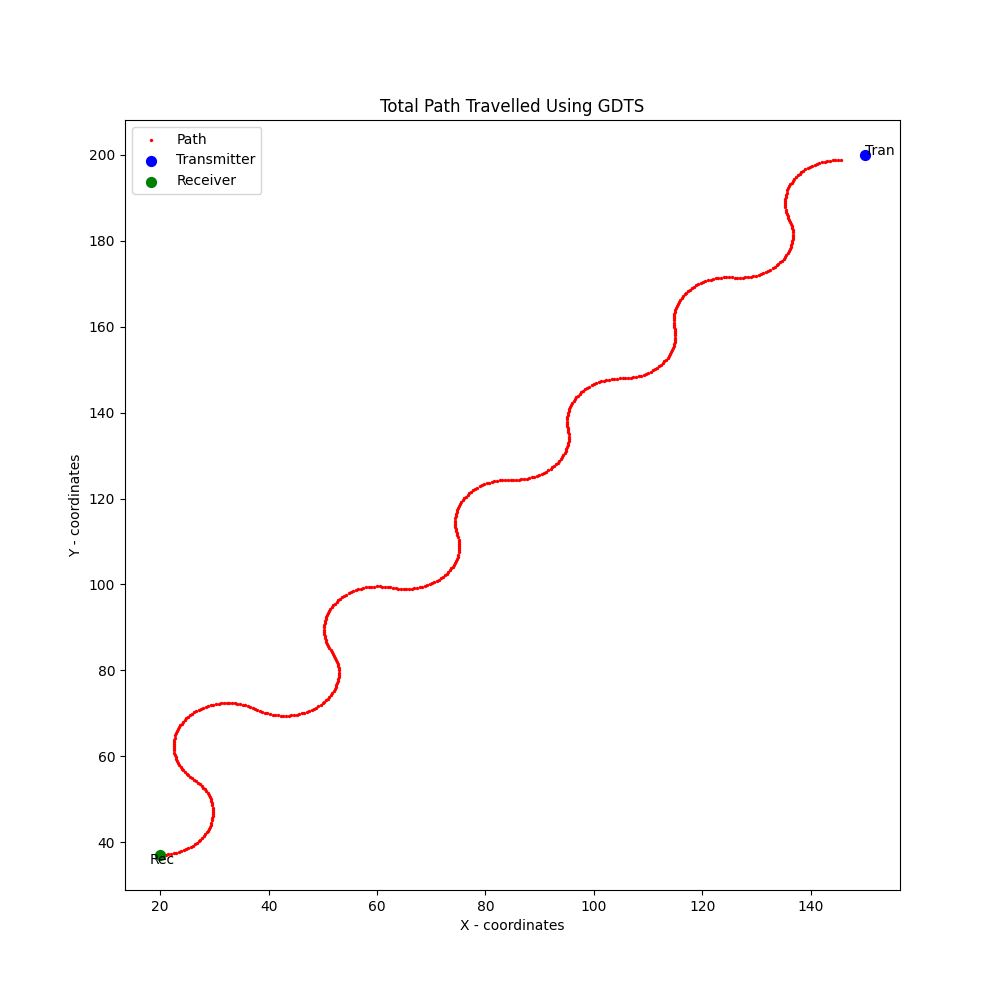 Total Path Travelled Using GDTS
Path
Transmitter
Receiver
Tran
Rec
200
180
160
140
120
100
80
60
40
Y - coordinates
20 40 60 80 100 120 140
X - coordinates